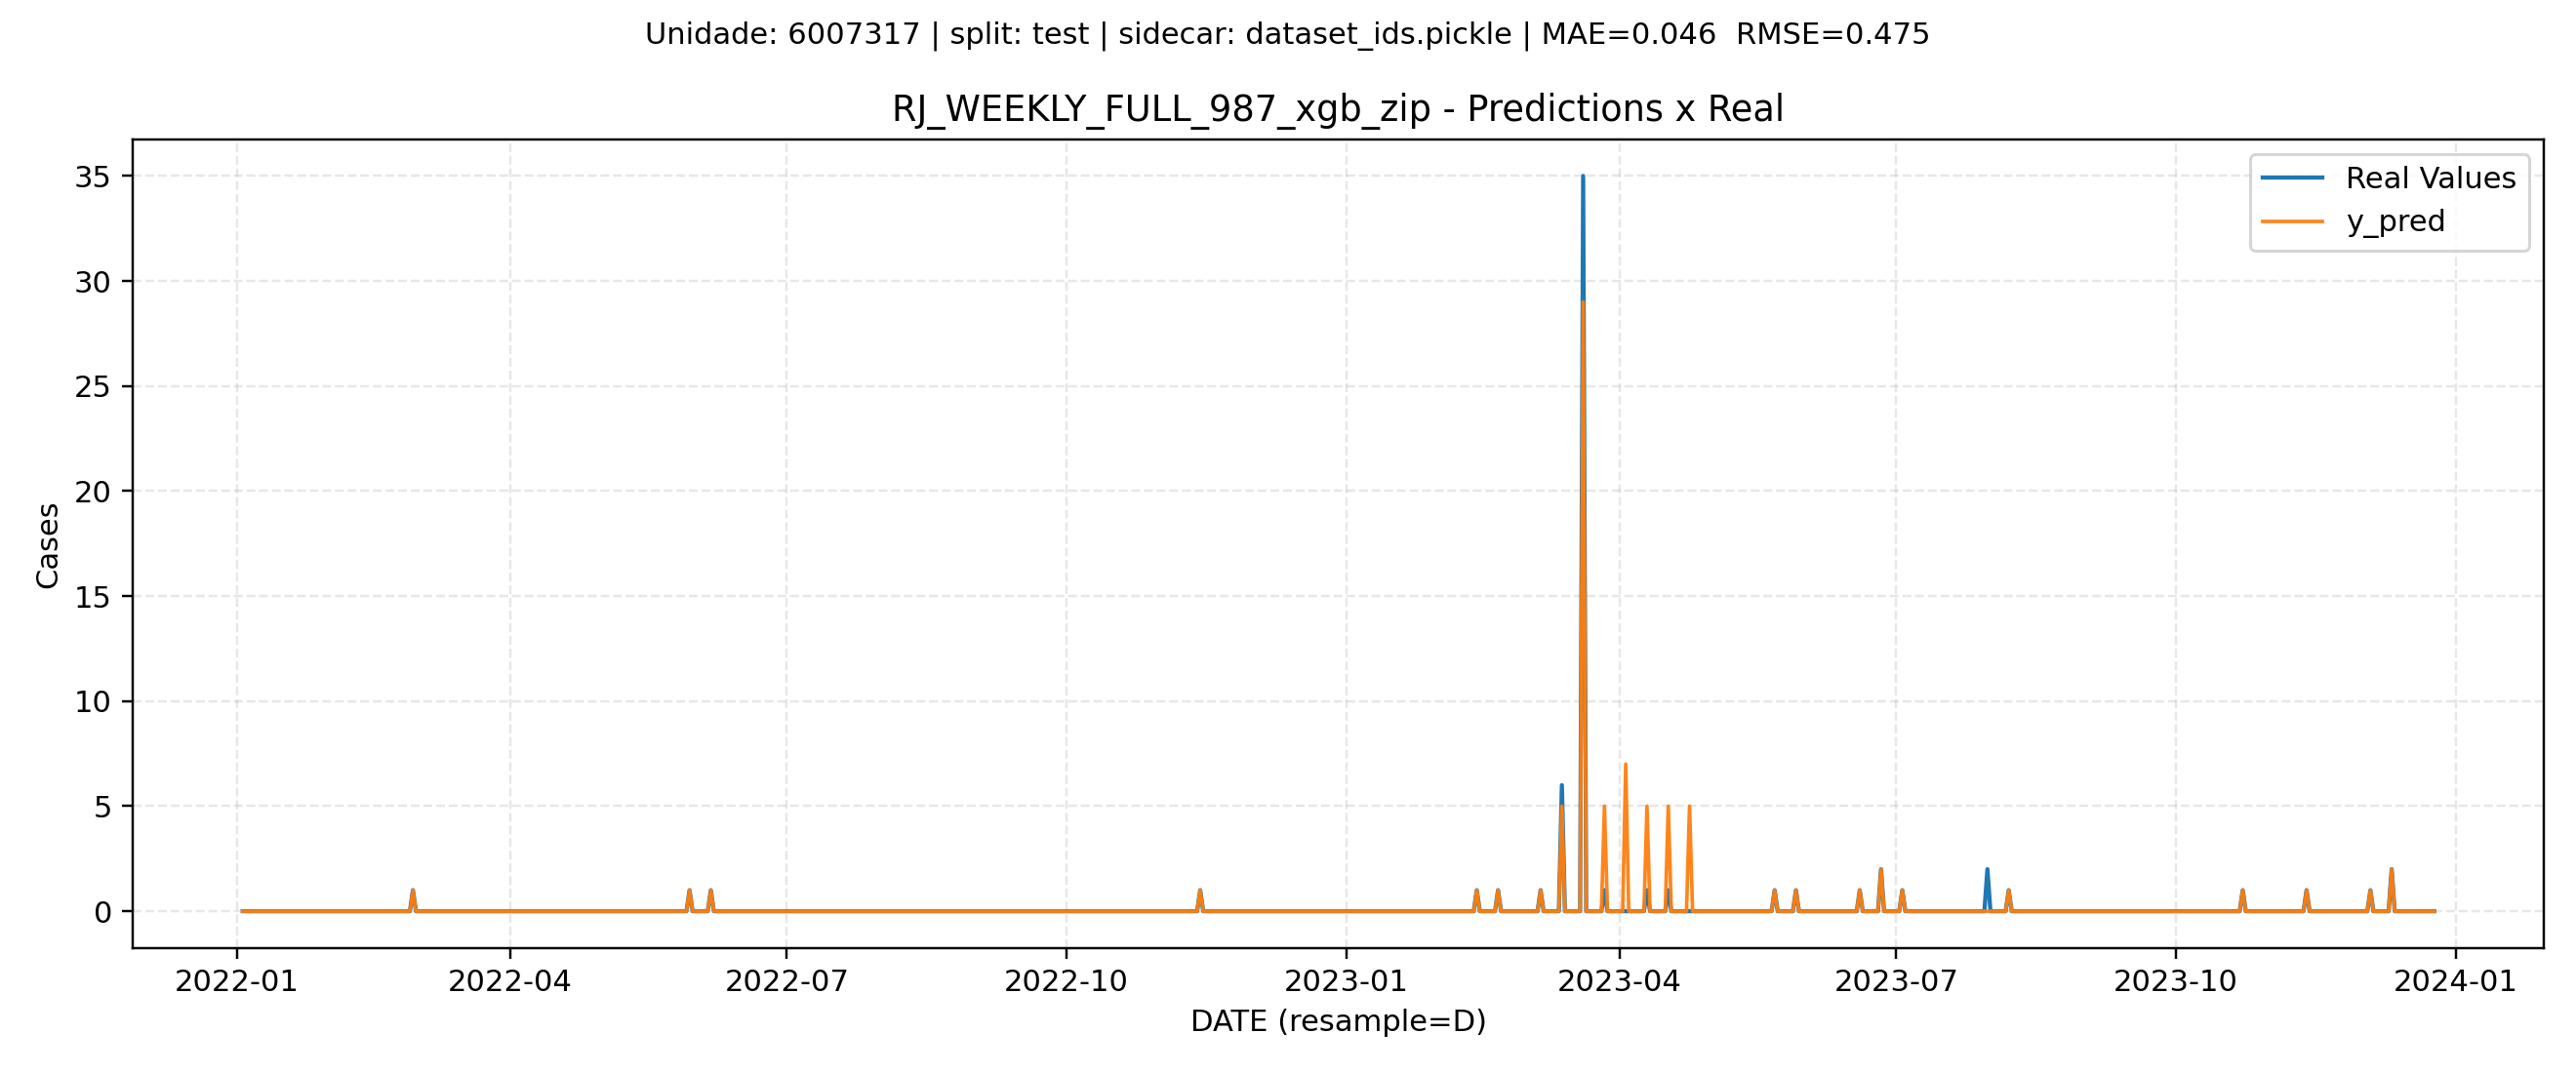 Unidade: 6007317 | split: test | sidecar: dataset_ids.pickle | MAE=0.046  RMSE=0.475
RJ_WEEKLY_FULL_987_xgb_zip - Predictions x Real
Real Values
y_pred
Cases
35
30
25
20
15
10
5
0
2022-01 2022-04 2022-07 2022-10 2023-01 2023-04 2023-07 2023-10 2024-01
DATE (resample=D)